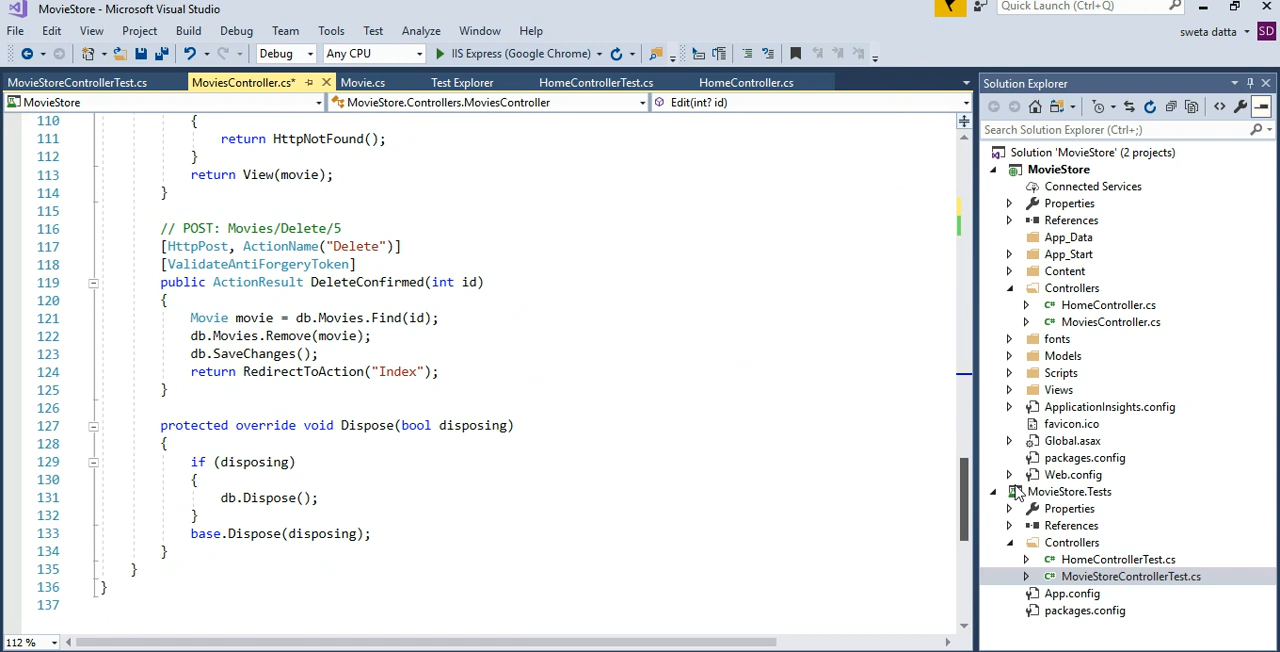 MovieStore - Microsoft Visual Studio
Quick Launch (Ctrl+Q)
File Edit View Project Build Debug Team Tools Test Analyze Window Help
sweta datta SD
Debug Any CPU IIS Express (Google Chrome)
MovieStoreControllerTest.cs MoviesController.cs* Movie.cs Test Explorer HomeControllerTest.cs HomeController.cs
MovieStore MovieStore.Controllers.MoviesController Edit(int? id)
110 {
111 return HttpNotFound();
112 }
113 return View(movie);
114 }
115
116 // POST: Movies/Delete/5
117 [HttpPost, ActionName("Delete")]
118 [ValidateAntiForgeryToken]
119 public ActionResult DeleteConfirmed(int id)
120 {
121 Movie movie = db.Movies.Find(id);
122 db.Movies.Remove(movie);
123 db.SaveChanges();
124 return RedirectToAction("Index");
125 }
126
127 protected override void Dispose(bool disposing)
128 {
129 if (disposing)
130 {
131 db.Dispose();
132 }
133 base.Dispose(disposing);
134 }
135 }
136 }
137
112 %
Solution Explorer
Search Solution Explorer (Ctrl+;)
Solution 'MovieStore' (2 projects)
MovieStore
Connected Services
Properties
References
App_Data
App_Start
Content
Controllers
C# HomeController.cs
C# MoviesController.cs
fonts
Models
Scripts
Views
ApplicationInsights.config
favicon.ico
Global.asax
packages.config
Web.config
MovieStore.Tests
Properties
References
Controllers
C# HomeControllerTest.cs
C# MovieStoreControllerTest.cs
App.config
packages.config